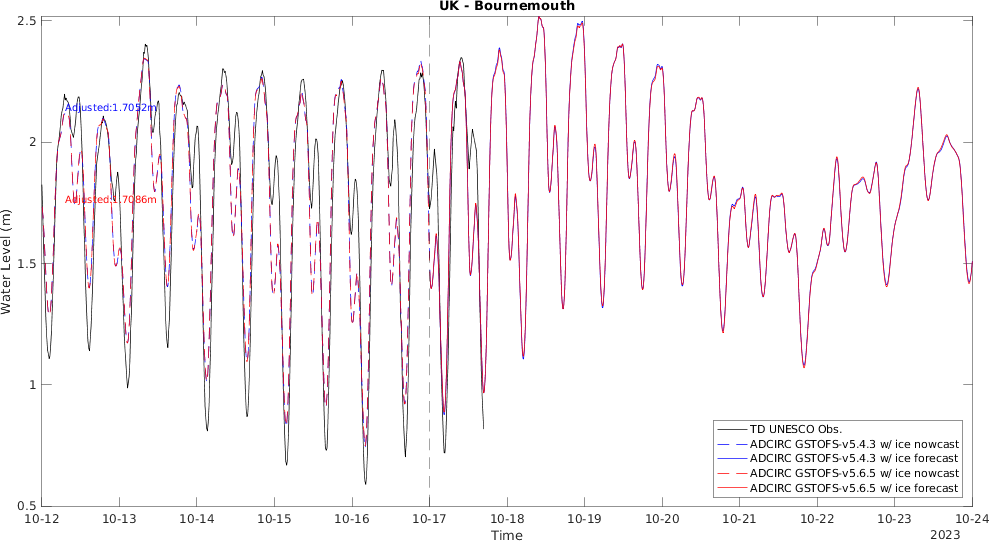 UK - Bournemouth
2.5
2
1.5
1
0.5
Water Level (m)
Adjusted:1.7052m
Adjusted:1.7086m
TD UNESCO Obs.
ADCIRC GSTOFS-v5.4.3 w/ ice nowcast
ADCIRC GSTOFS-v5.4.3 w/ ice forecast
ADCIRC GSTOFS-v5.6.5 w/ ice nowcast
ADCIRC GSTOFS-v5.6.5 w/ ice forecast
10-12 10-13 10-14 10-15 10-16 10-17 10-18 10-19 10-20 10-21 10-22 10-23 10-24
Time
2023